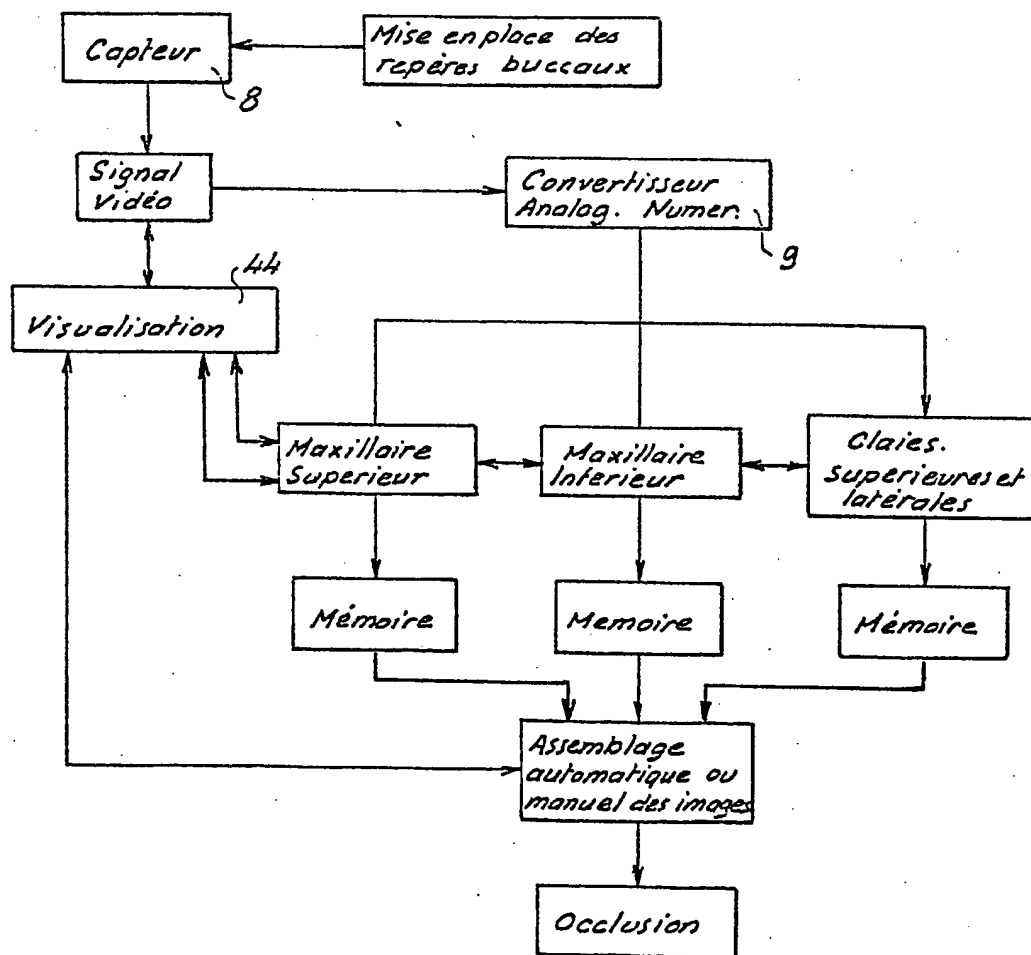 Capteur
8
Mise en place des
repères buccaux
Signal
vidéo
Convertisseur
Analog. Numer.
9
44
Visualisation
Maxillaire
Superieur
Maxillaire
Interieur
Claies.
superieures et
latérales
Mémoire
Memoire
Mémoire
Assemblage
automatique ou
manuel des images
Occlusion